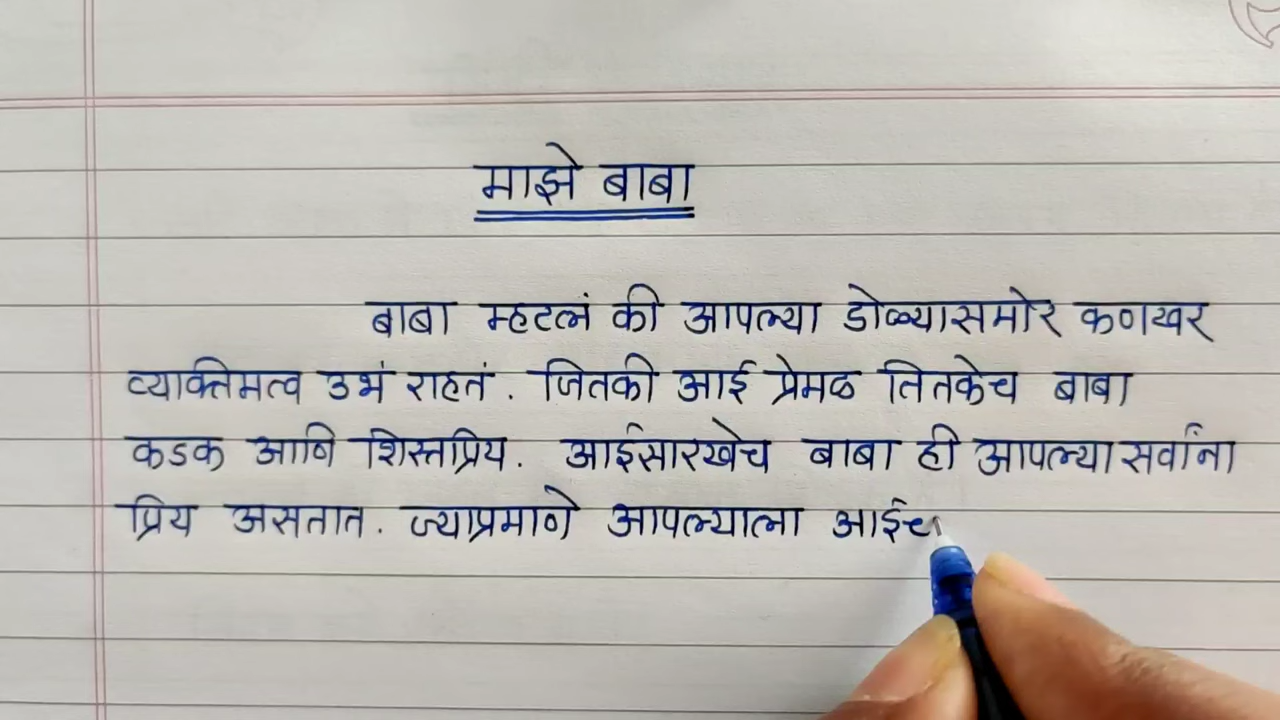 माझे बाबा
बाबा म्हटलं की आपल्या डोळ्यासमोर कणखर
व्यक्तिमत्व उभं राहतं. जितकी आई प्रेमळ तितकेच बाबा
कडक आणि शिस्तप्रिय. आईसारखेच बाबा ही आपल्या सर्वांना
प्रिय असतात. ज्याप्रमाणे आपल्याला आईच